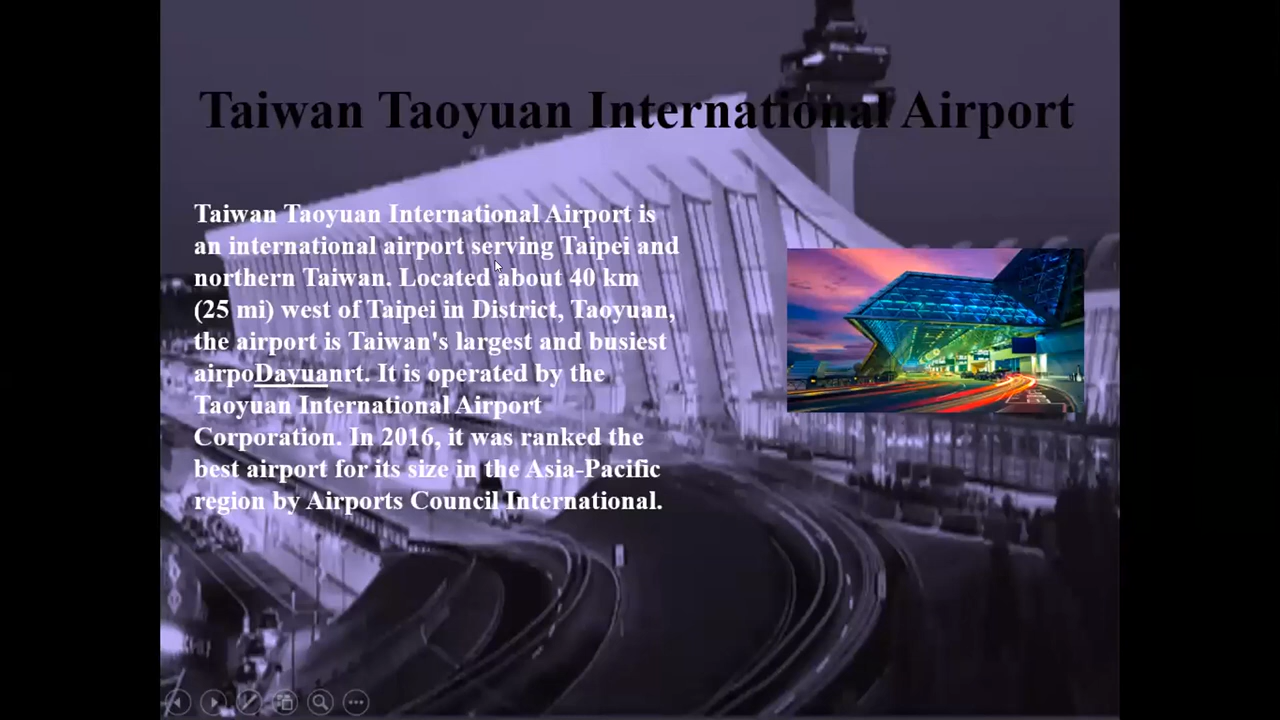 Taiwan Taoyuan International Airport
Taiwan Taoyuan International Airport is
an international airport serving Taipei and
northern Taiwan. Located about 40 km
(25 mi) west of Taipei in District, Taoyuan,
the airport is Taiwan's largest and busiest
airpoDayuanrt. It is operated by the
Taoyuan International Airport
Corporation. In 2016, it was ranked the
best airport for its size in the Asia-Pacific
region by Airports Council International.